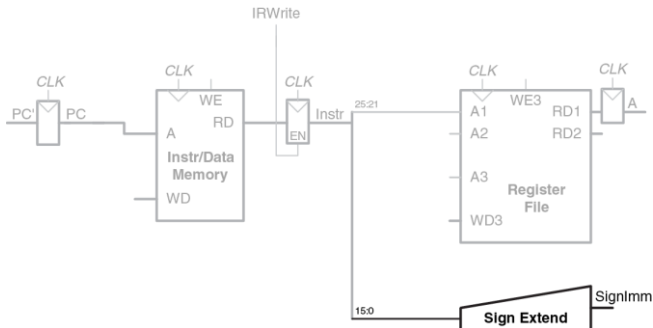 IRWrite
CLK
CLK
CLK
CLK
CLK
PC'
PC
WE
RD
A
Instr/Data
Memory
WD
EN
Instr
25:21
A1
A2
A3
WD3
WE3
RD1
RD2
Register
File
A
15:0
Sign Extend
SignImm